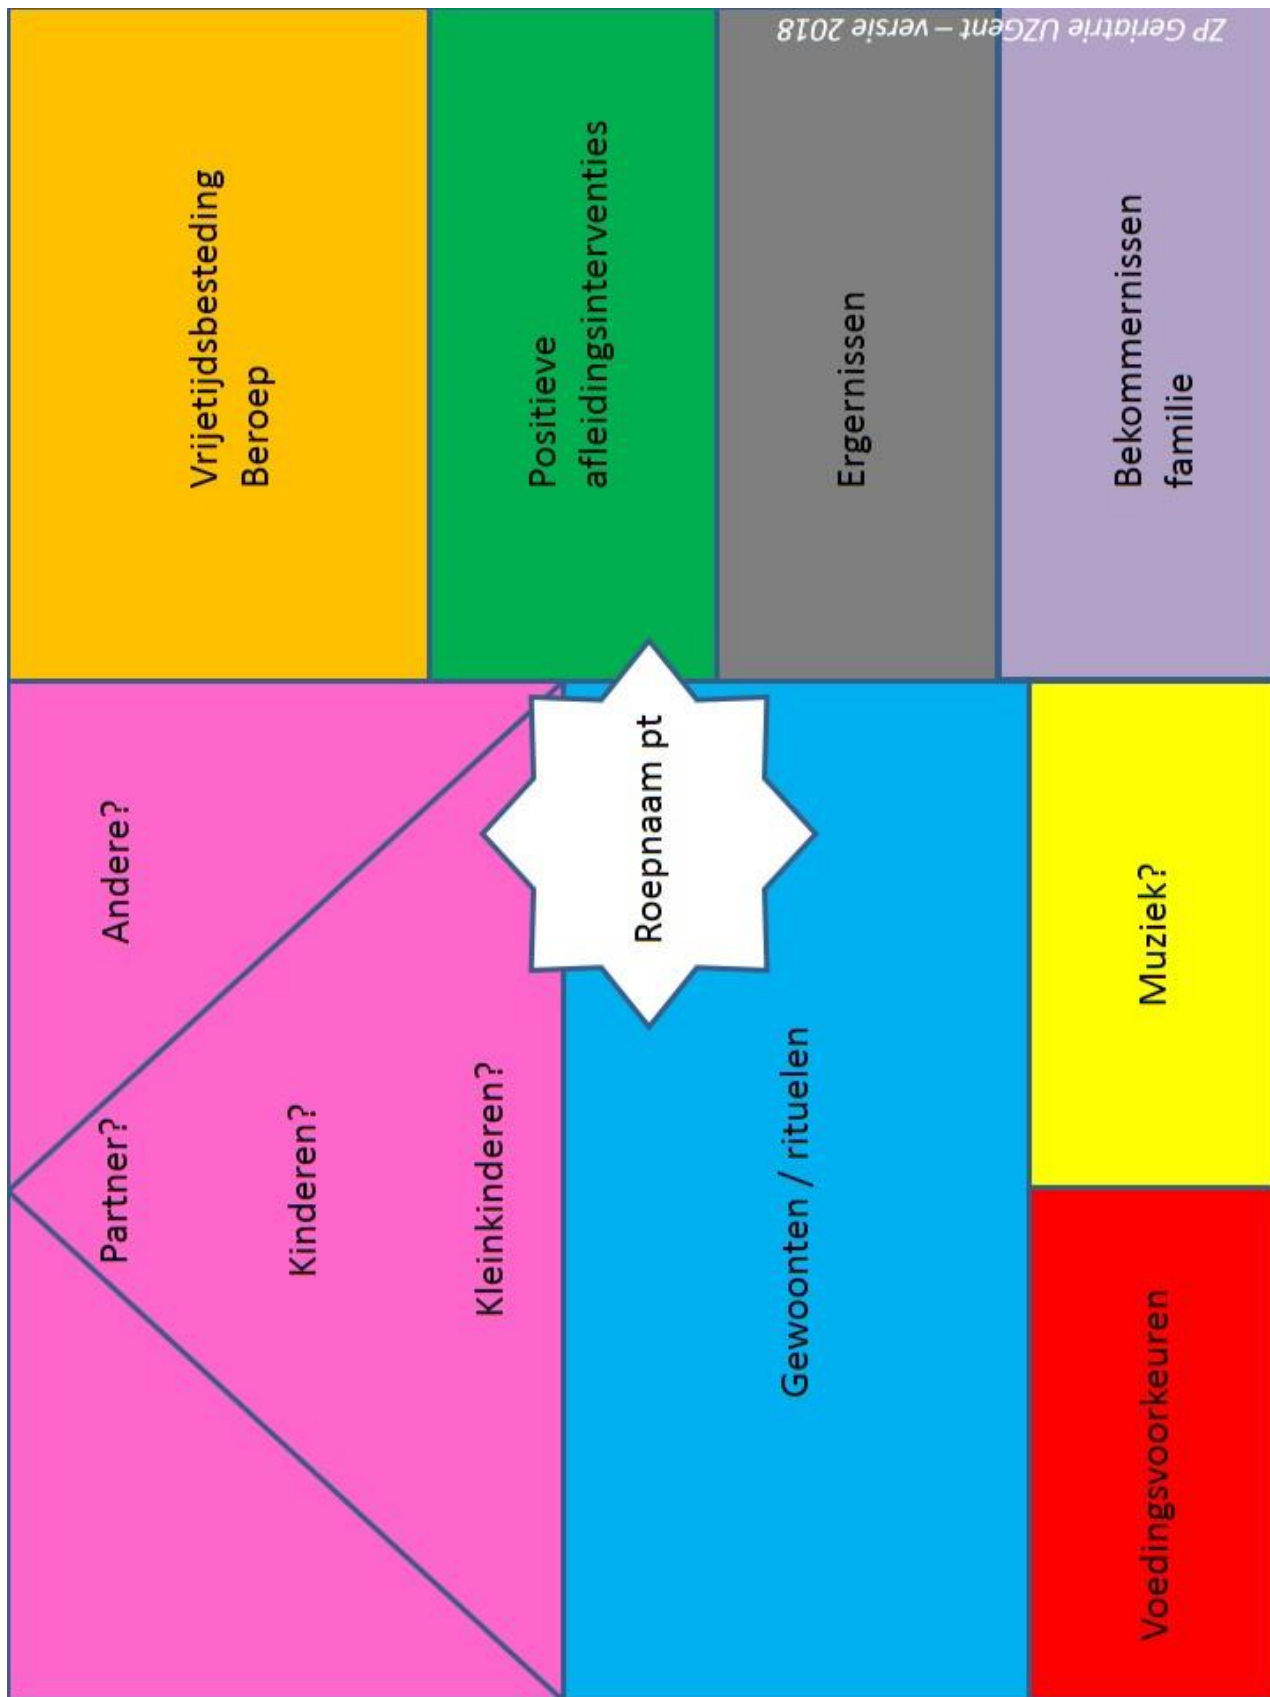 Partner?
Andere?
Kinderen?
Kleinkinderen?
Roepnaam pt
Gewoonten / rituelen
Voedingsvoorkeuren
Muziek?
Vrijetijdsbesteding
Beroep
Positieve
afleidingsinterventies
Ergernissen
Bekommernissen
familie
ZP Geriatrie UZGent – versie 2018